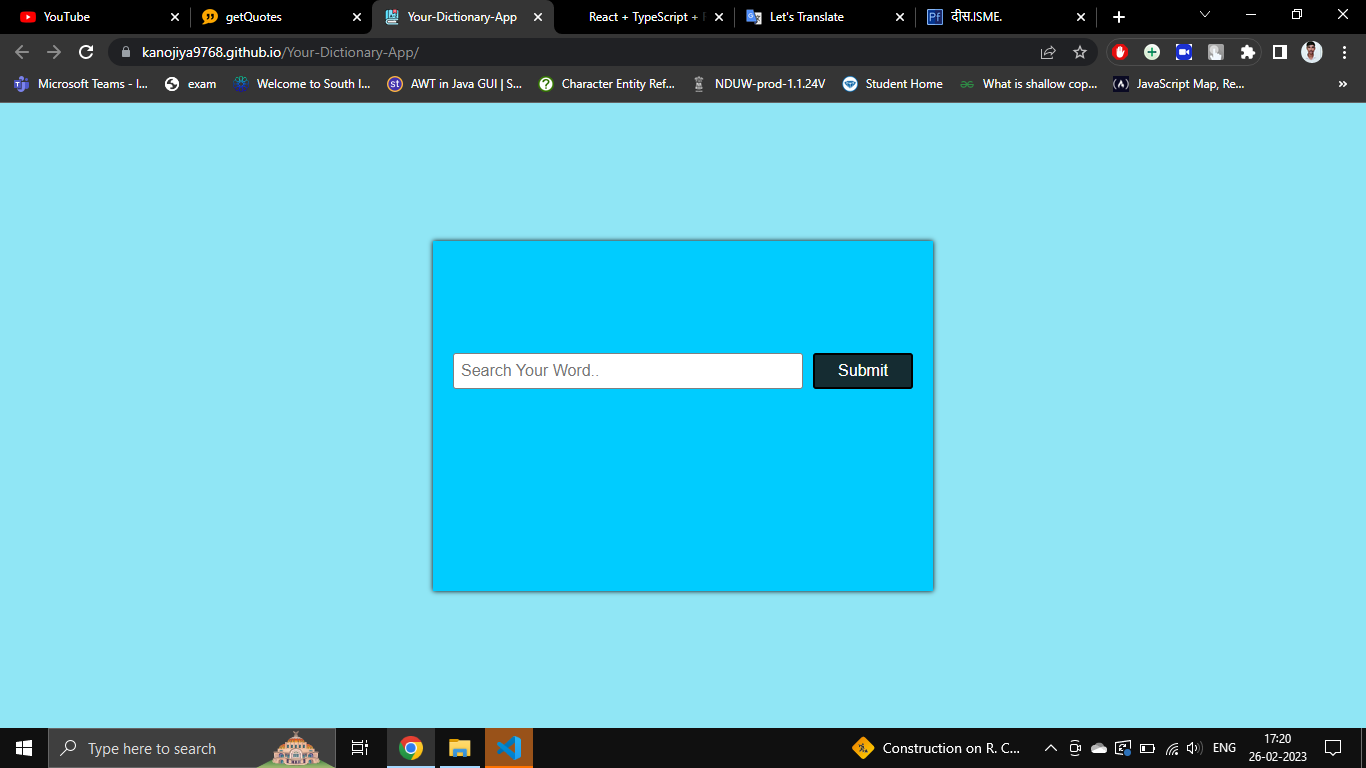 YouTube
getQuotes
Your-Dictionary-App
React + TypeScript +
Let's Translate
Pf दीस.ISME.
kanojiya9768.github.io/Your-Dictionary-App/
Microsoft Teams - I...
exam
Welcome to South I...
st AWT in Java GUI | S...
Character Entity Ref...
NDUW-prod-1.1.24V
Student Home
What is shallow cop...
JavaScript Map, Re...
Search Your Word..
Submit
Type here to search
Construction on R. C...
ENG
17:20
26-02-2023